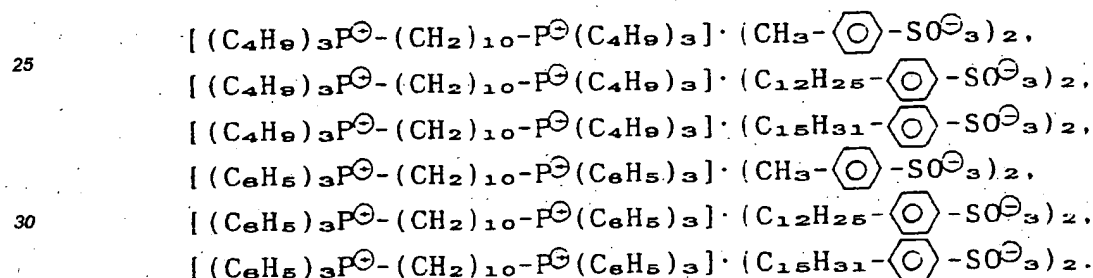 [(C₄H₉)₃P⊕-(CH₂)₁₀-P⊕(C₄H₉)₃]·(CH₃-⌬-SO⊖₃)₂,
25
[(C₄H₉)₃P⊕-(CH₂)₁₀-P⊕(C₄H₉)₃]·(C₁₂H₂₅-⌬-SO⊖₃)₂,
[(C₄H₉)₃P⊕-(CH₂)₁₀-P⊕(C₄H₉)₃]·(C₁₅H₃₁-⌬-SO⊖₃)₂,
[(C₆H₅)₃P⊕-(CH₂)₁₀-P⊕(C₆H₅)₃]·(CH₃-⌬-SO⊖₃)₂,
30
[(C₆H₅)₃P⊕-(CH₂)₁₀-P⊕(C₆H₅)₃]·(C₁₂H₂₅-⌬-SO⊖₃)₂,
[(C₆H₅)₃P⊕-(CH₂)₁₀-P⊕(C₆H₅)₃]·(C₁₅H₃₁-⌬-SO⊖₃)₂.